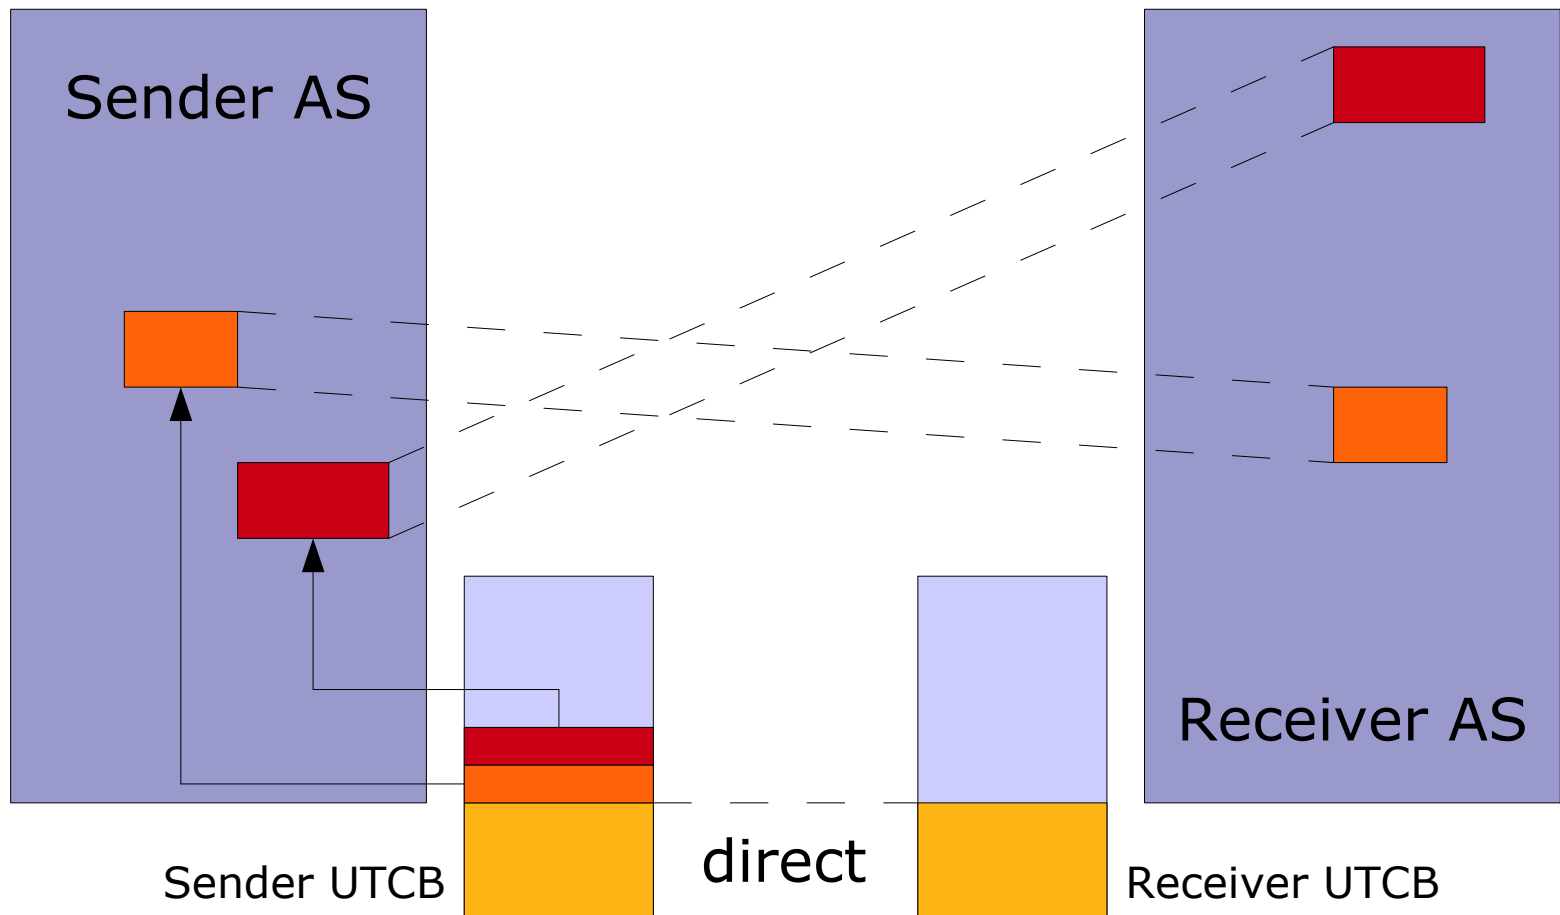 Sender AS
Receiver AS
direct
Sender UTCB
Receiver UTCB